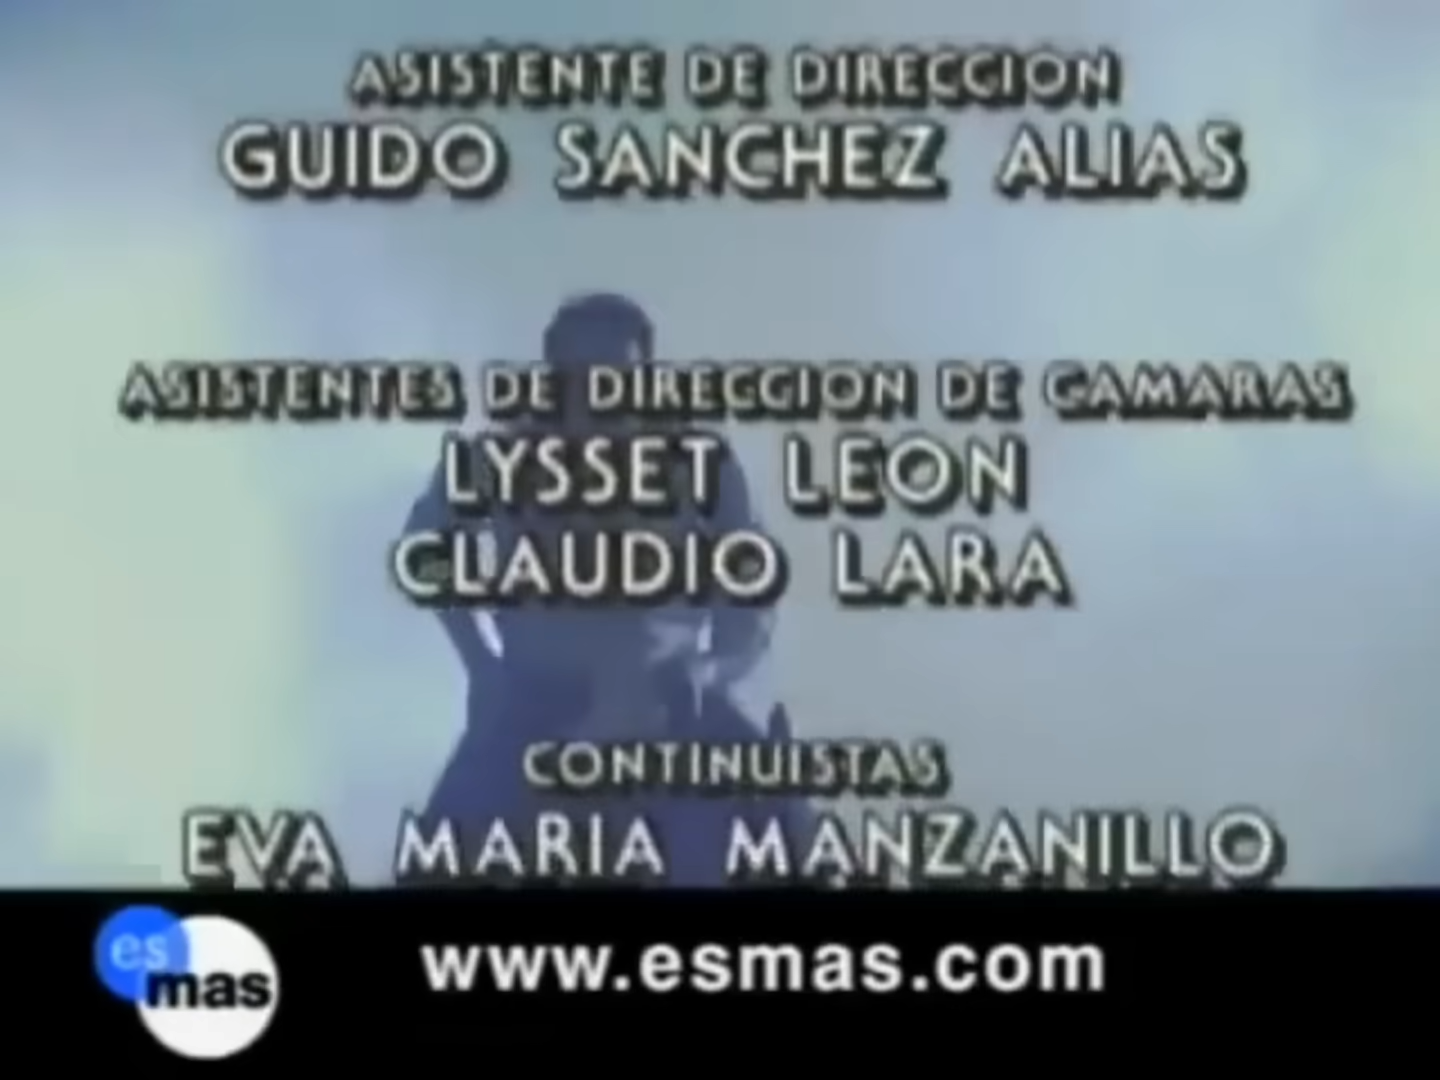 ASISTENTE DE DIRECCION
GUIDO SANCHEZ ALIAS
ASISTENTES DE DIRECCION DE CAMARAS
LYSSET LEON
CLAUDIO LARA
CONTINUISTAS
EVA MARIA MANZANILLO
es
mas
www.esmas.com